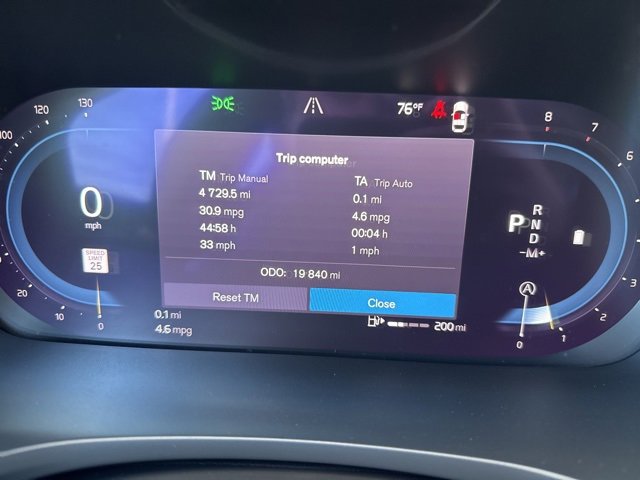 130
120
100
76°F
8
7
6
Trip computer
TM Trip Manual
4 729.5 mi
30.9 mpg
44:58 h
33 mph
TA Trip Auto
0.1 mi
4.6 mpg
00:04 h
1 mph
ODO: 19 840 mi
Reset TM
Close
0
mph
SPEED
LIMIT
25
P
R
N
D
-M+
A
20
10
0
0.1 mi
4.6 mpg
200 mi
3
2
1
0